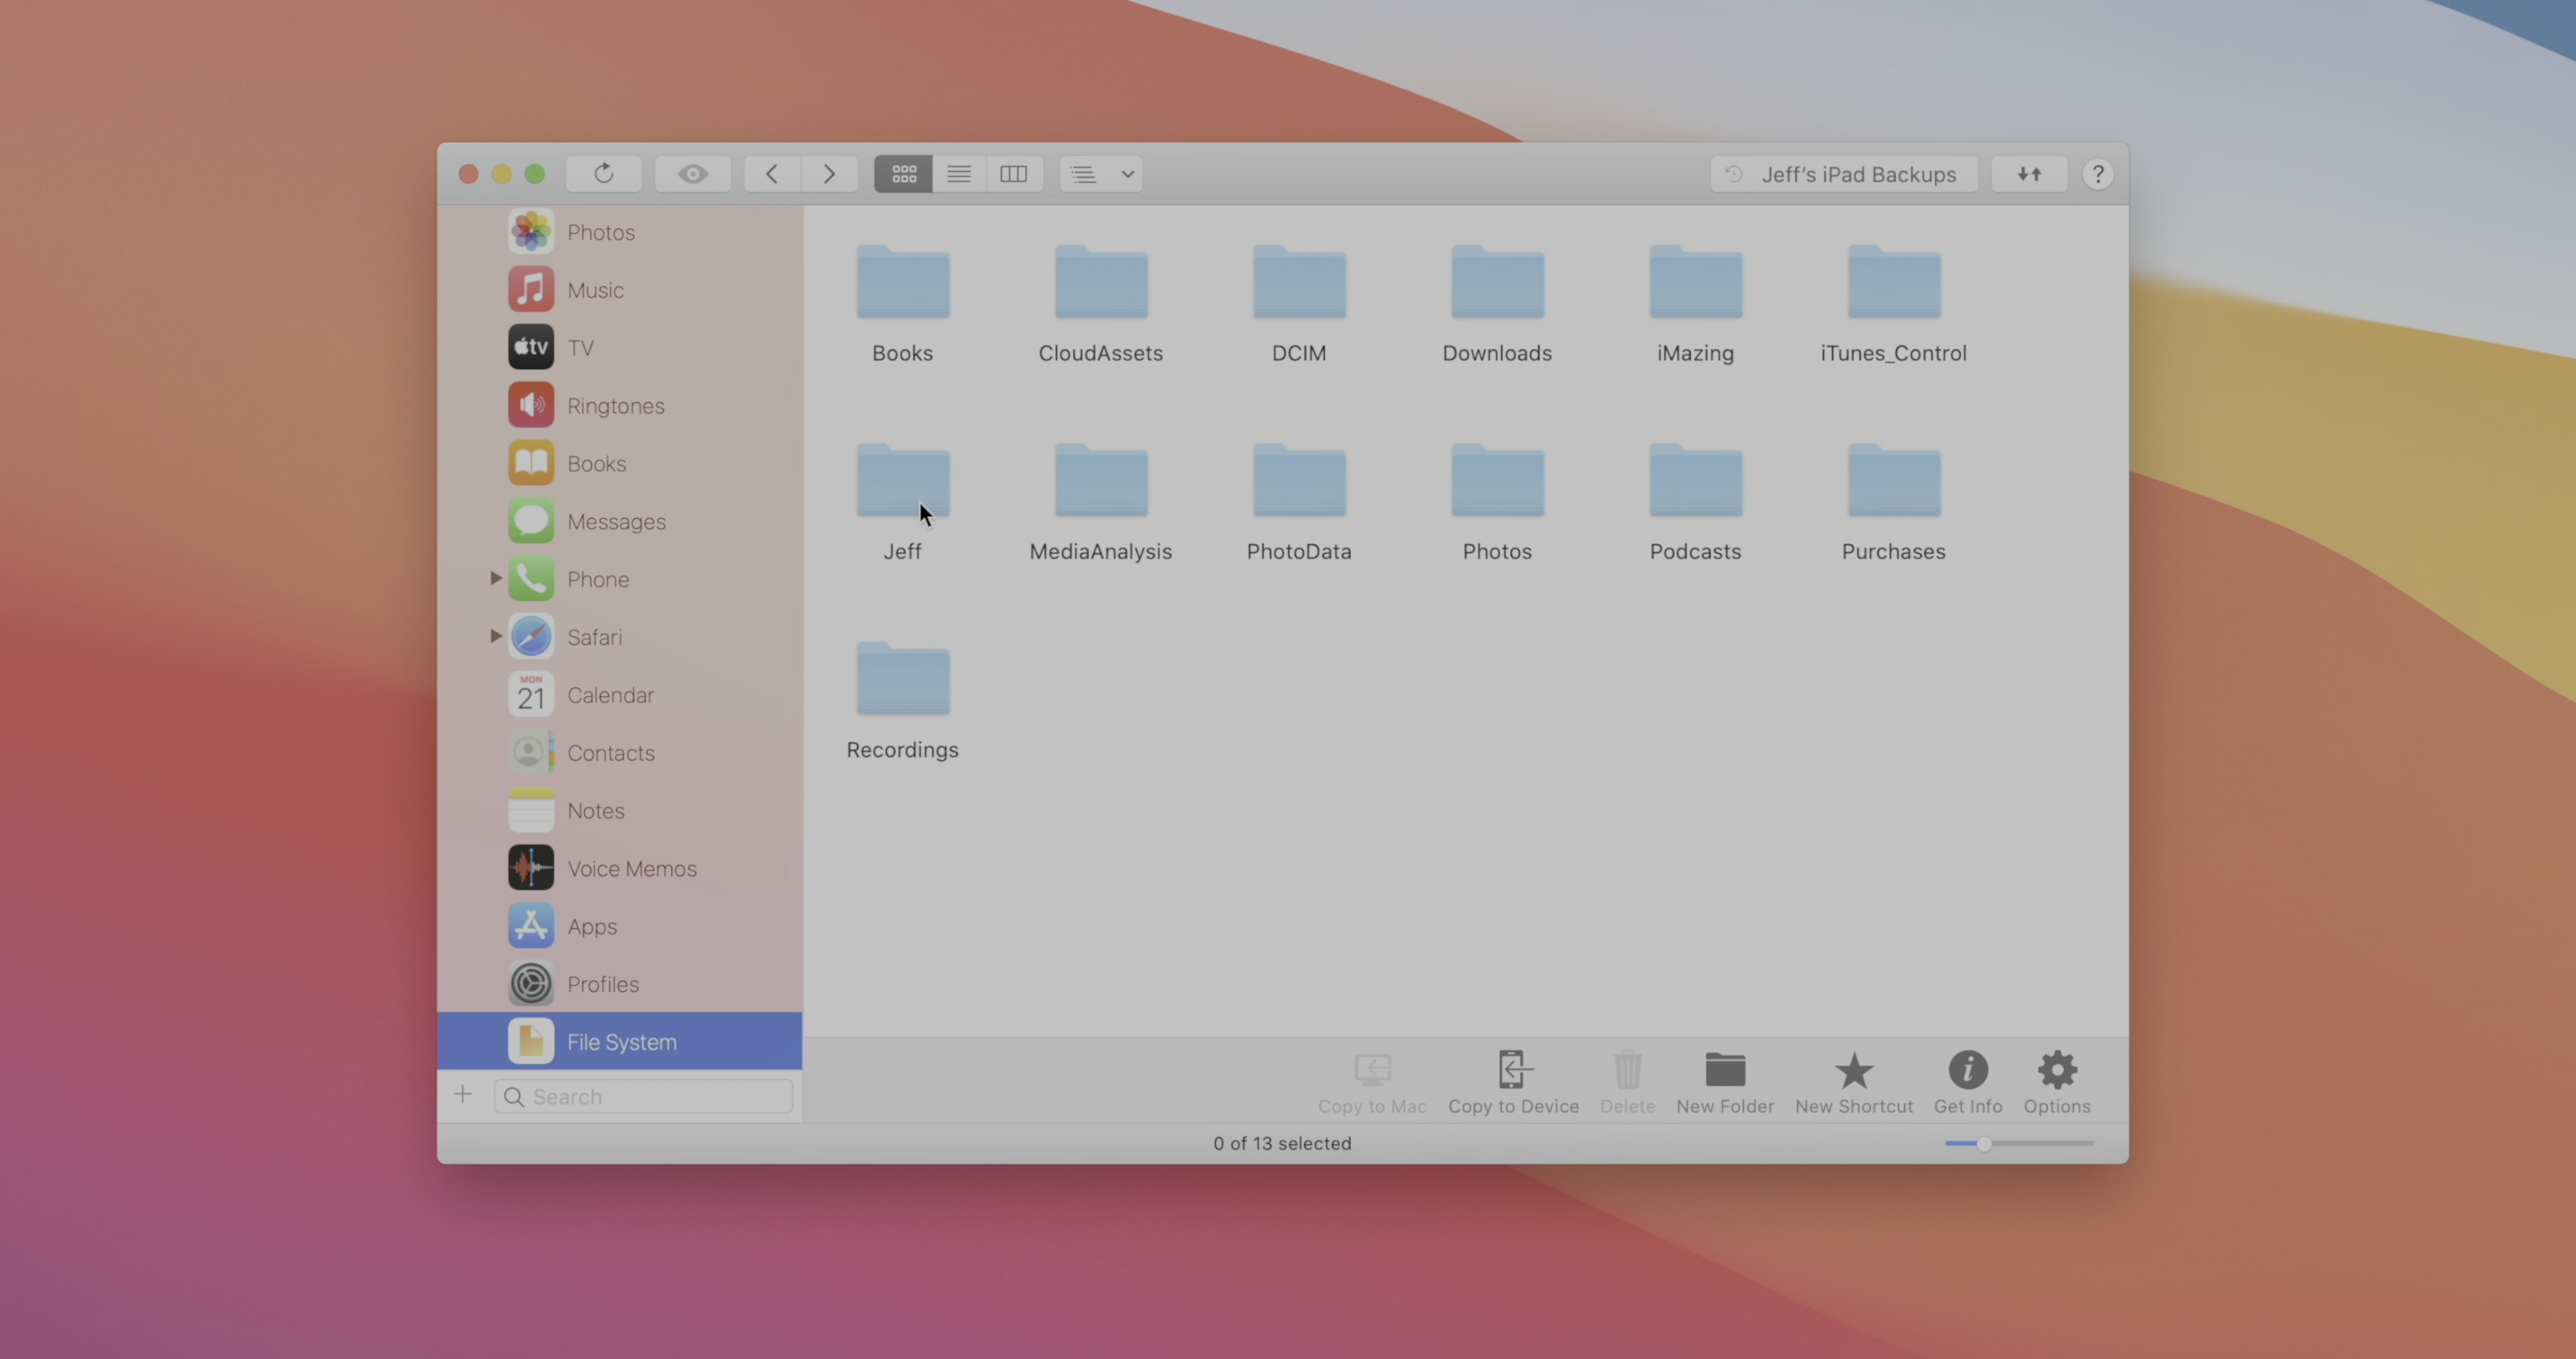 Jeff's iPad Backups
?
Photos
Music
tv
TV
Ringtones
Books
Messages
Phone
Safari
MON
21
Calendar
Contacts
Notes
Voice Memos
Apps
Profiles
File System
Search
Books CloudAssets DCIM Downloads iMazing iTunes_Control
Jeff MediaAnalysis PhotoData Photos Podcasts Purchases
Recordings
Copy to Mac Copy to Device Delete New Folder New Shortcut Get Info Options
0 of 13 selected